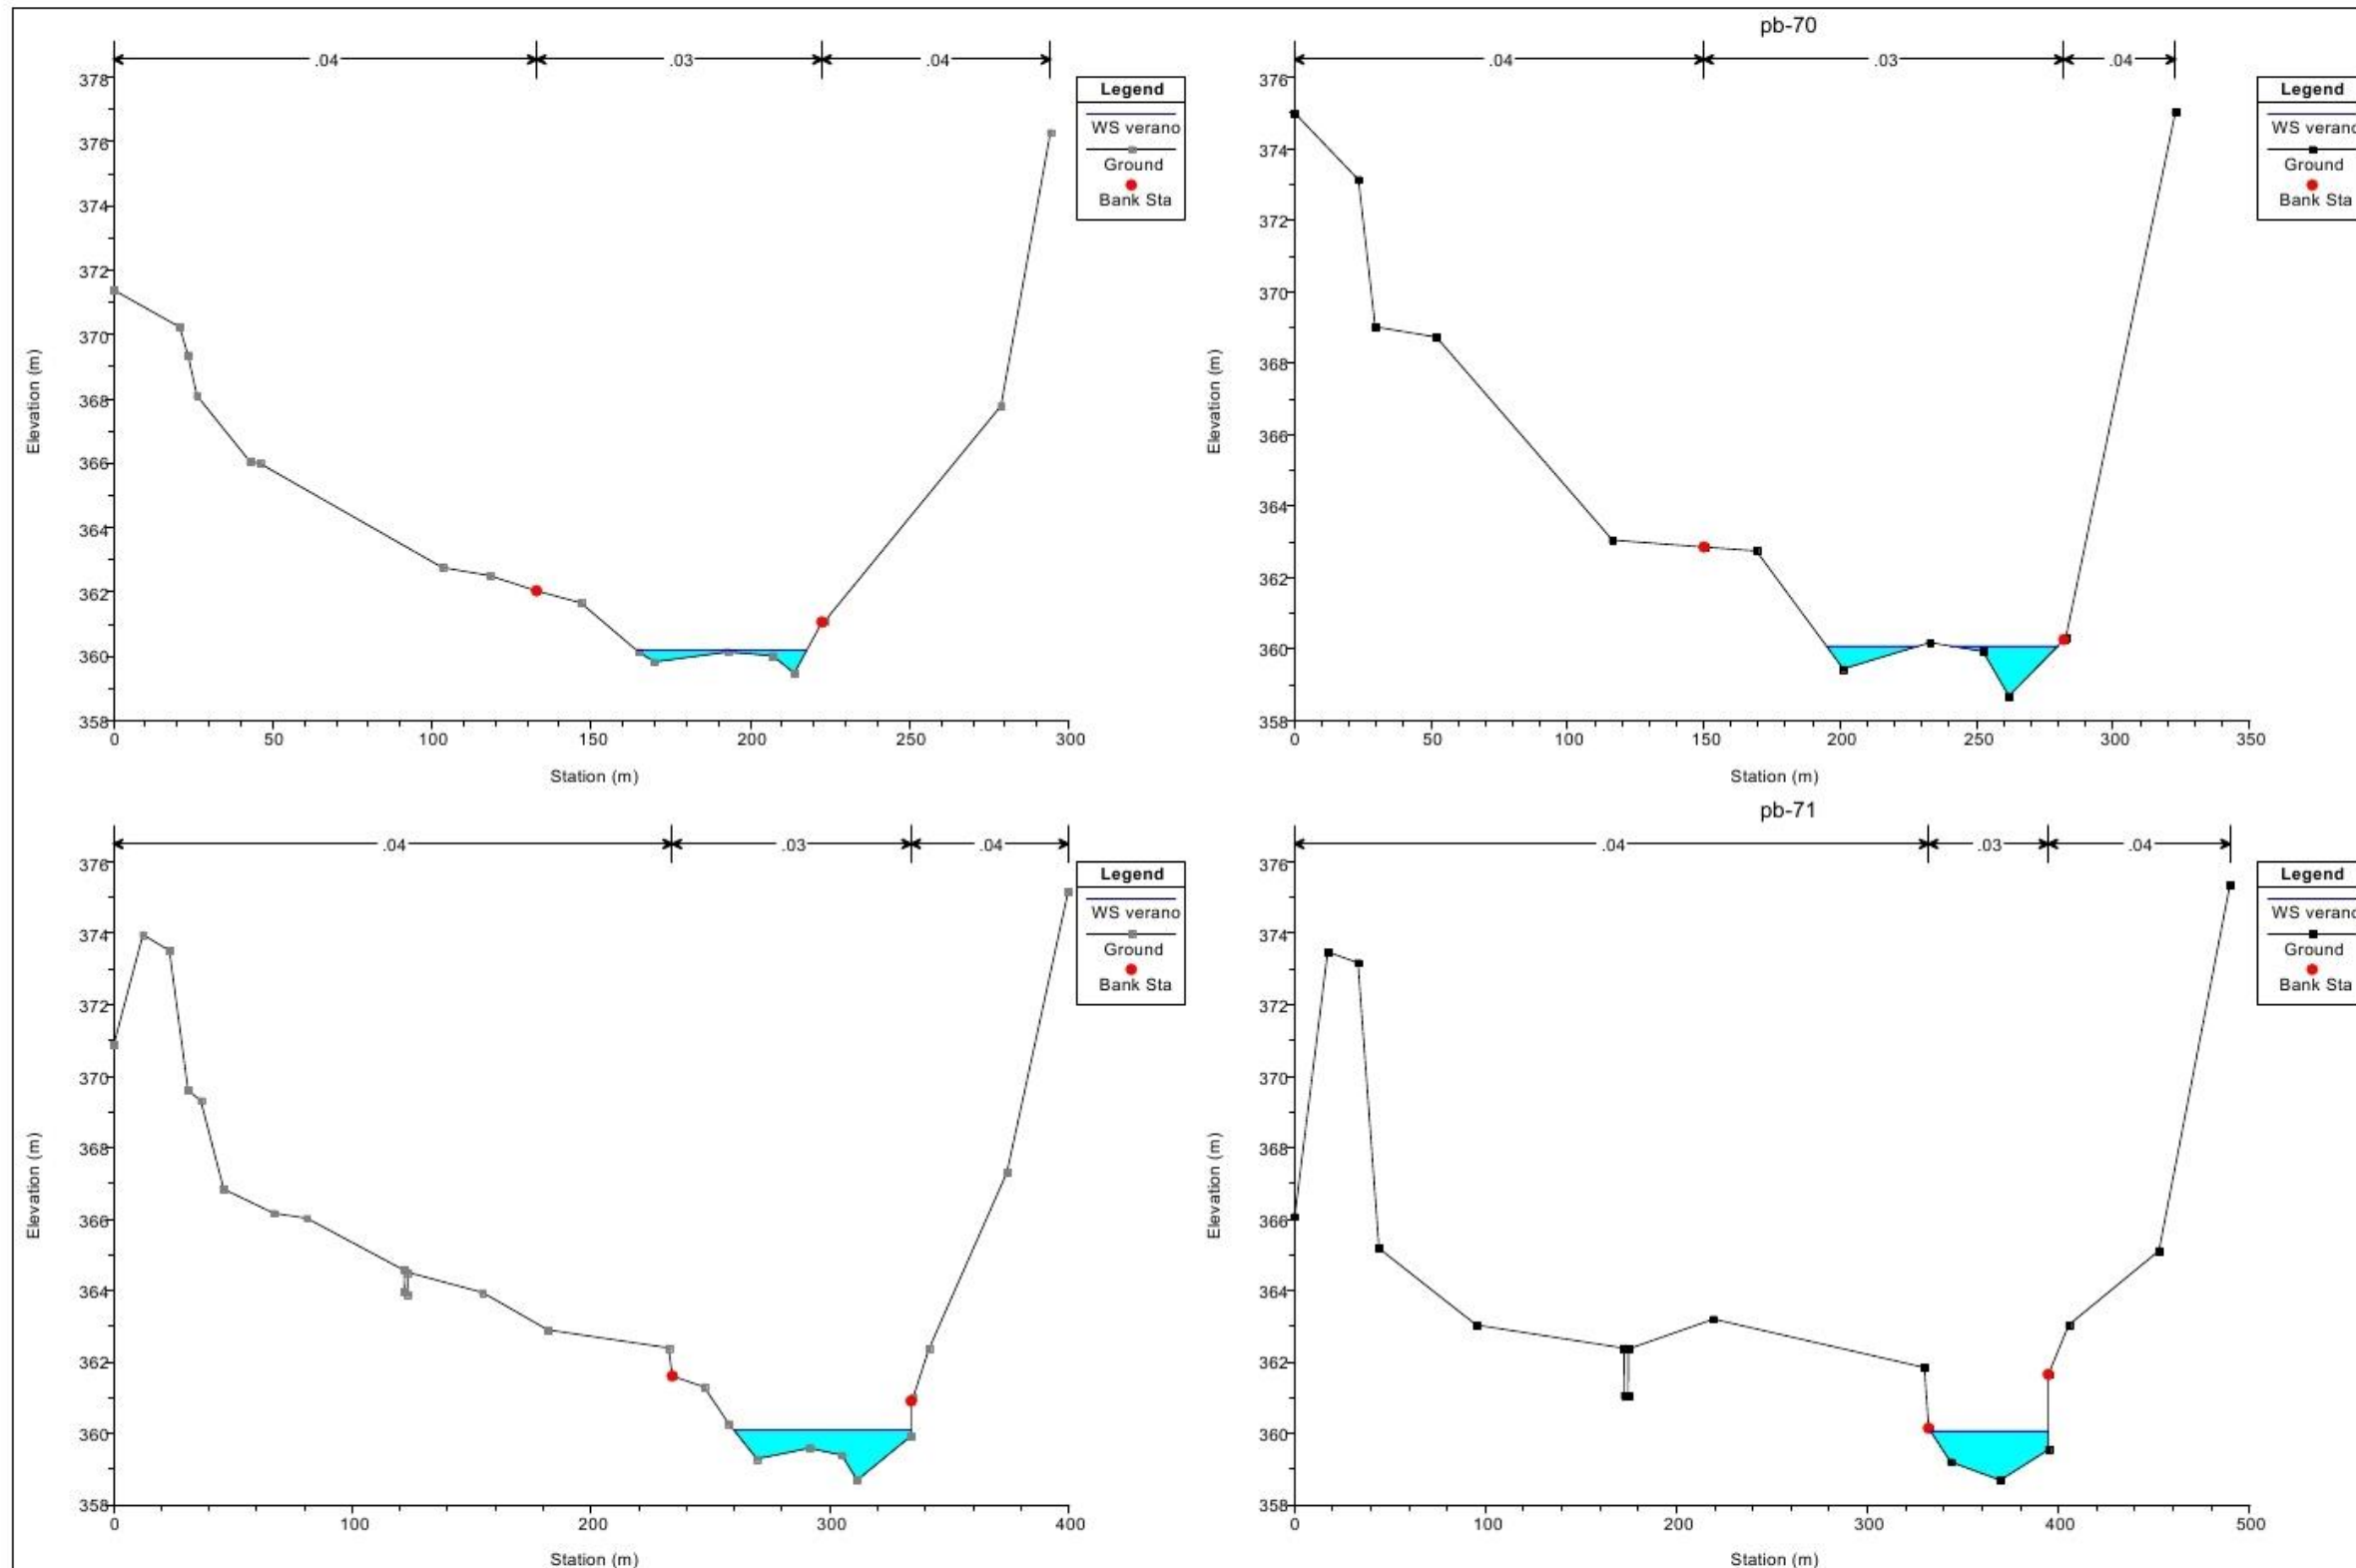 .04 .03 .04
378
376
374
372
370
368
366
364
362
360
358
0 50 100 150 200 250 300
Elevation (m)
Station (m)
Legend
WS verano
Ground
Bank Sta
pb-70
.04 .03 .04
376
374
372
370
368
366
364
362
360
358
0 50 100 150 200 250 300 350
Elevation (m)
Station (m)
Legend
WS verano
Ground
Bank Sta
.04 .03 .04
376
374
372
370
368
366
364
362
360
358
0 100 200 300 400
Elevation (m)
Station (m)
Legend
WS verano
Ground
Bank Sta
pb-71
.04 .03 .04
376
374
372
370
368
366
364
362
360
358
0 100 200 300 400 500
Elevation (m)
Station (m)
Legend
WS verano
Ground
Bank Sta